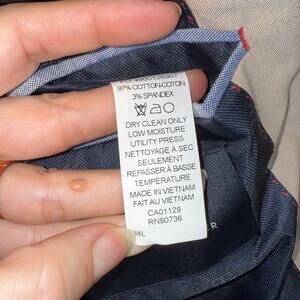 97% COTTON-COTON
3% SPANDEX
DRY CLEAN ONLY
LOW MOISTURE
UTILITY PRESS
NETTOYAGE À SEC
SEULEMENT
REPASSER À BASSE
TEMPERATURE
MADE IN VIETNAM
FAIT AU VIETNAM
CA01129
RN90736
38L
R